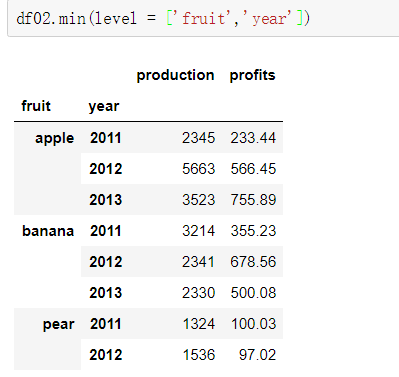 df02.min(level = ['fruit','year'])
production profits
fruit year
apple 2011 2345 233.44
2012 5663 566.45
2013 3523 755.89
banana 2011 3214 355.23
2012 2341 678.56
2013 2330 500.08
pear 2011 1324 100.03
2012 1536 97.02